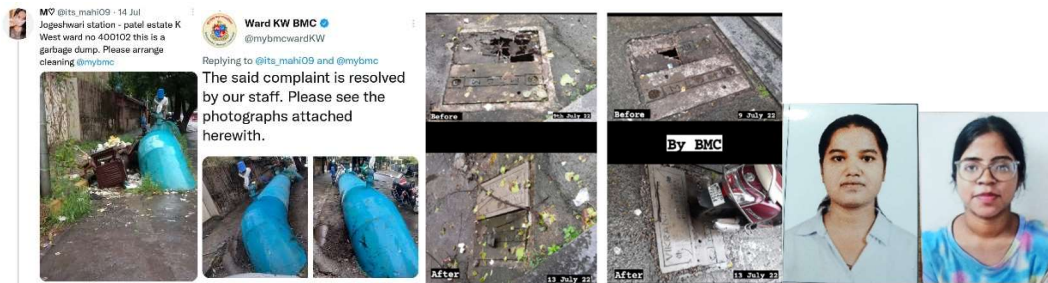 M♡ @its_mahi09 · 14 Jul
Jogeshwari station - patel estate K
West ward no 400102 this is a
garbage dump. Please arrange
cleaning @mybmc
Ward KW BMC
@mybmcwardKW
Replying to @its_mahi09 and @mybmc
The said complaint is resolved
by our staff. Please see the
photographs attached
herewith.
Before
9th July 22
After
13 July 22
Before
9 July 22
By BMC
After
13 July 22